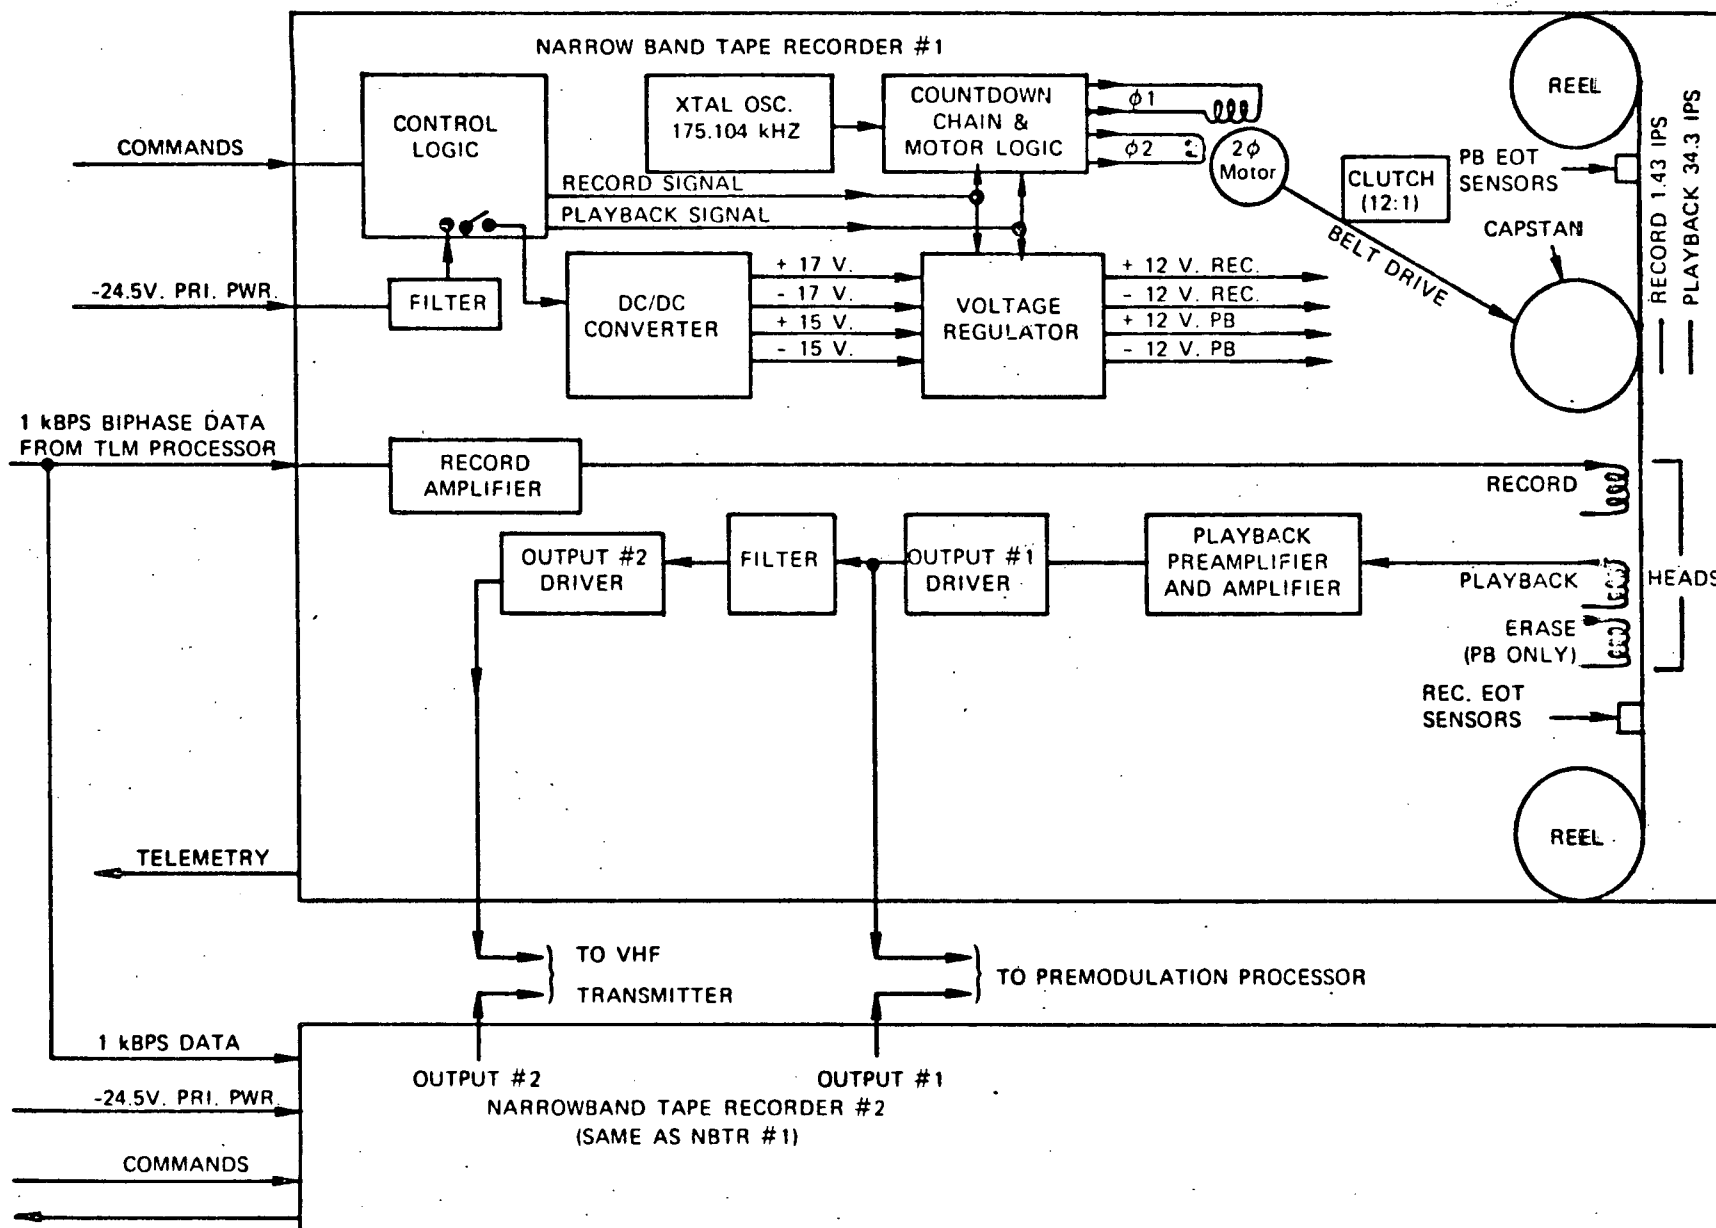 NARROW BAND TAPE RECORDER #1
REEL
CONTROL
LOGIC
XTAL OSC.
175.104 kHZ
COUNTDOWN
CHAIN &
MOTOR LOGIC
ϕ1
ϕ2
2ϕ
Motor
CLUTCH
(12:1)
PB EOT
SENSORS
RECORD 1.43 IPS
PLAYBACK 34.3 IPS
COMMANDS
RECORD SIGNAL
PLAYBACK SIGNAL
CAPSTAN
BELT DRIVE
-24.5V. PRI. PWR.
FILTER
DC/DC
CONVERTER
+ 17 V.
- 17 V.
+ 15 V.
- 15 V.
VOLTAGE
REGULATOR
+ 12 V. REC.
- 12 V. REC.
+ 12 V. PB
- 12 V. PB
1 kBPS BIPHASE DATA
FROM TLM PROCESSOR
RECORD
AMPLIFIER
RECORD
OUTPUT #2
DRIVER
FILTER
OUTPUT #1
DRIVER
PLAYBACK
PREAMPLIFIER
AND AMPLIFIER
PLAYBACK
HEADS
ERASE
(PB ONLY)
REC. EOT
SENSORS
REEL
TELEMETRY
TO VHF
TRANSMITTER
TO PREMODULATION PROCESSOR
1 kBPS DATA
OUTPUT #2
OUTPUT #1
-24.5V. PRI. PWR.
NARROWBAND TAPE RECORDER #2
(SAME AS NBTR #1)
COMMANDS